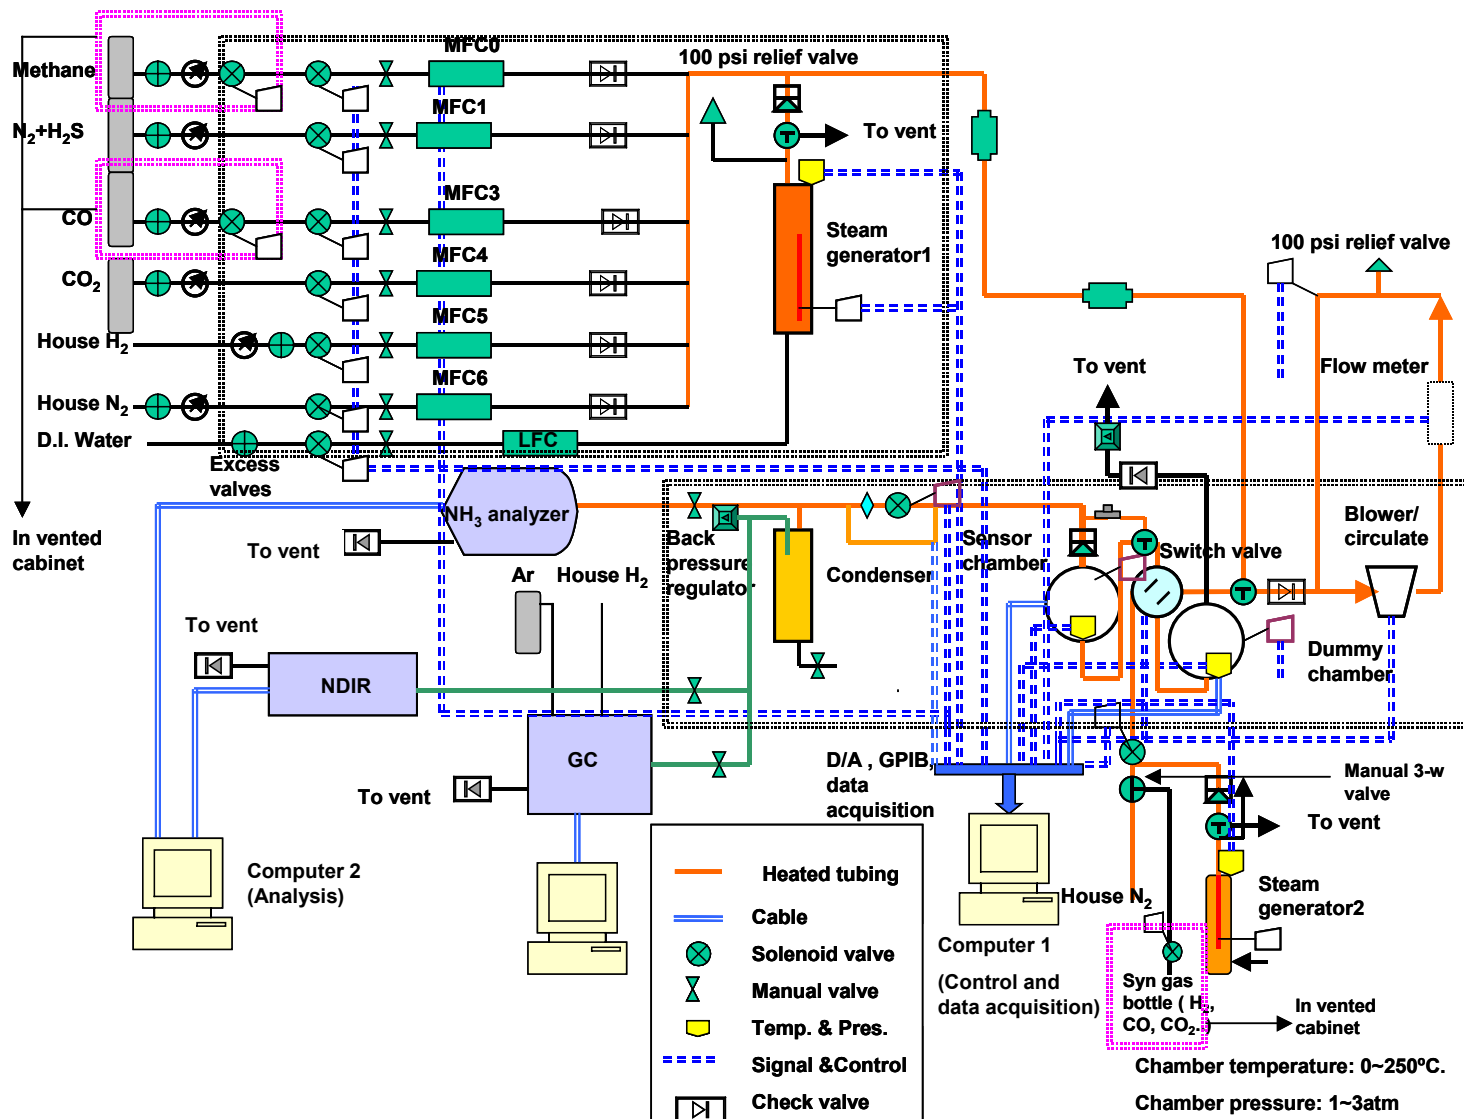 MFC0
100 psi relief valve
Methane
MFC1
N2+H2S
To vent
MFC3
CO
Steam
generator1
100 psi relief valve
MFC4
CO2
MFC5
House H2
To vent
Flow meter
MFC6
House N2
D.I. Water
LFC
Excess
valves
NH3 analyzer
In vented
cabinet
To vent
Back
pressure
regulator
Condenser
Sensor
chamber
Switch valve
Blower/
circulate
Ar
House H2
To vent
NDIR
Dummy
chamber
GC
D/A , GPIB,
data
acquisition
To vent
Manual 3-w
valve
To vent
Computer 2
(Analysis)
Heated tubing
House N2
Steam
generator2
Cable
Computer 1
(Control and
data acquisition)
Solenoid valve
Manual valve
Syn gas
bottle ( H2,
CO, CO2. )
In vented
cabinet
Temp. & Pres.
Signal &Control
Check valve
Chamber temperature: 0~250ºC.
Chamber pressure: 1~3atm